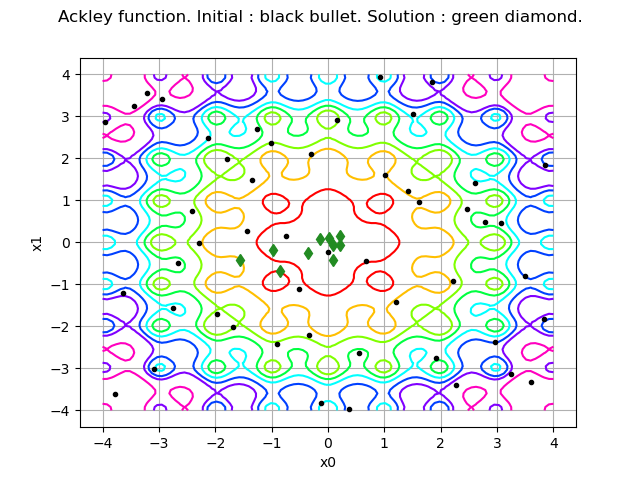 Ackley function. Initial : black bullet. Solution : green diamond.
4
3
2
1
0
−1
−2
−3
−4
x1
−4 −3 −2 −1 0 1 2 3 4
x0